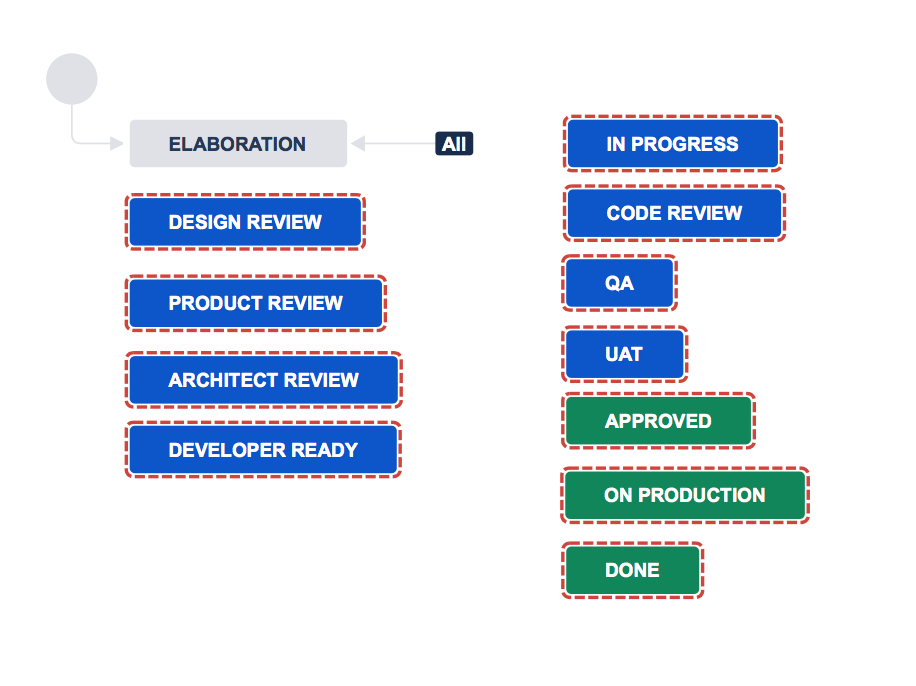 ELABORATION
All
DESIGN REVIEW
PRODUCT REVIEW
ARCHITECT REVIEW
DEVELOPER READY
IN PROGRESS
CODE REVIEW
QA
UAT
APPROVED
ON PRODUCTION
DONE